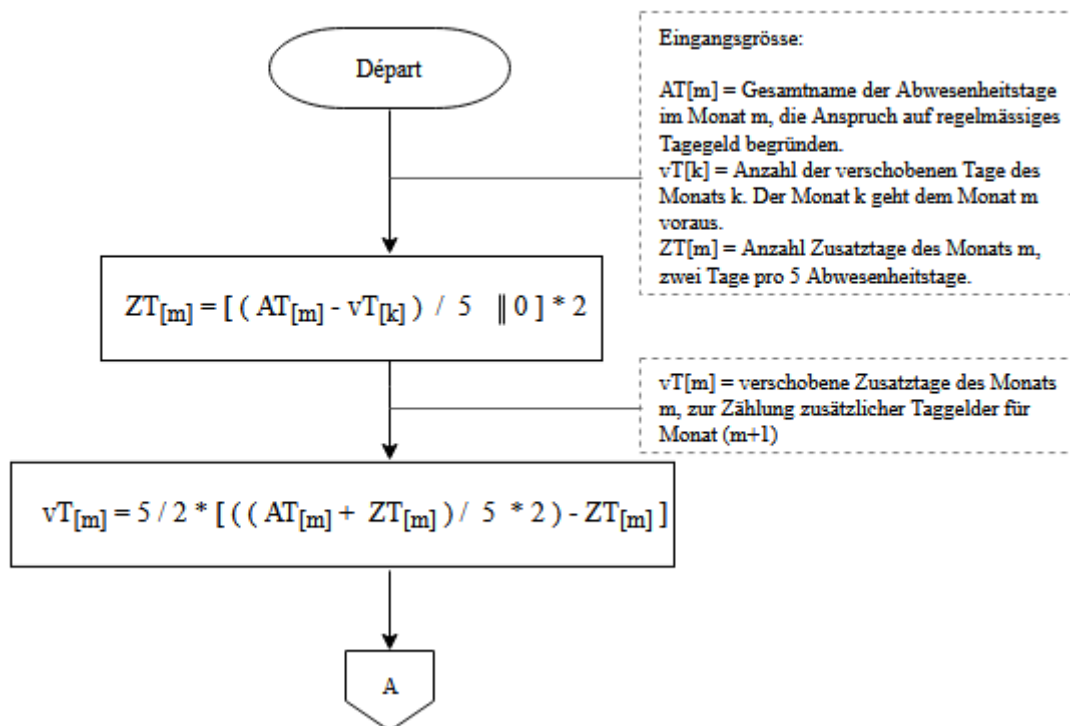 Départ
Eingangsgrösse:
AT[m] = Gesamtname der Abwesenheitstage
im Monat m, die Anspruch auf regelmässiges
Tagegeld begründen.
vT[k] = Anzahl der verschobenen Tage des
Monats k. Der Monat k geht dem Monat m
voraus.
ZT[m] = Anzahl Zusatztage des Monats m,
zwei Tage pro 5 Abwesenheitstage.
ZT[m] = [ ( AT[m] - vT[k] ) / 5 || 0 ] * 2
vT[m] = verschobene Zusatztage des Monats
m, zur Zählung zusätzlicher Taggelder für
Monat (m+1)
vT[m] = 5 / 2 * [ ( ( AT[m] + ZT[m] ) / 5 * 2 ) - ZT[m] ]
A